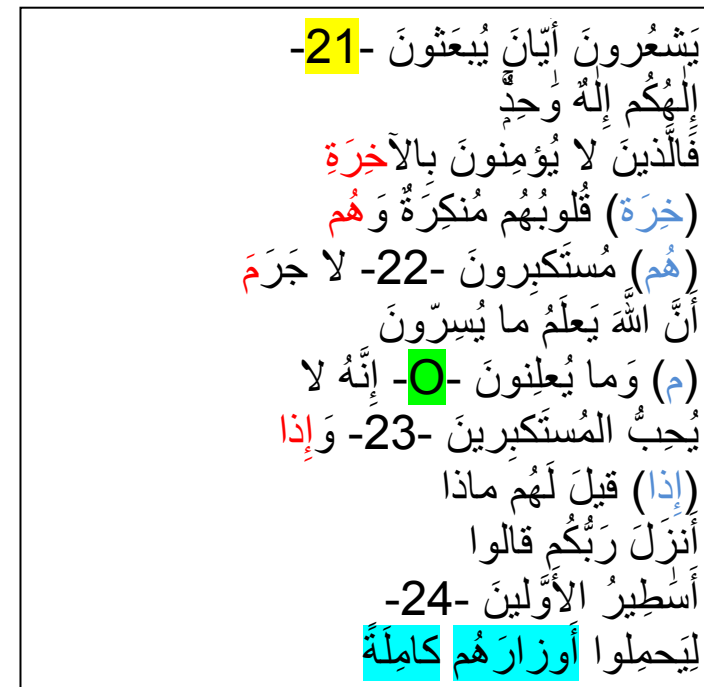 يَشعُرونَ أَيّانَ يُبعَثونَ -21-
إِلٰهُكُم إِلٰهٌ وَٰحِدٌ
فَالَّذينَ لا يُؤمِنونَ بِالآخِرَةِ
(خِرَة) قُلوبُهُم مُنكِرَةٌ وَهُم
(هُم) مُستَكبِرونَ -22- لا جَرَمَ
أَنَّ اللَّهَ يَعلَمُ ما يُسِرّونَ
(م) وَما يُعلِنونَ -O- إِنَّهُ لا
يُحِبُّ المُستَكبِرينَ -23- وَإِذا
(إِذا) قيلَ لَهُم ماذا
أَنزَلَ رَبُّكُم قالوا
أَسَٰطِيرُ الأَوَّلينَ -24-
لِيَحمِلوا أَوزارَهُم كامِلَةً